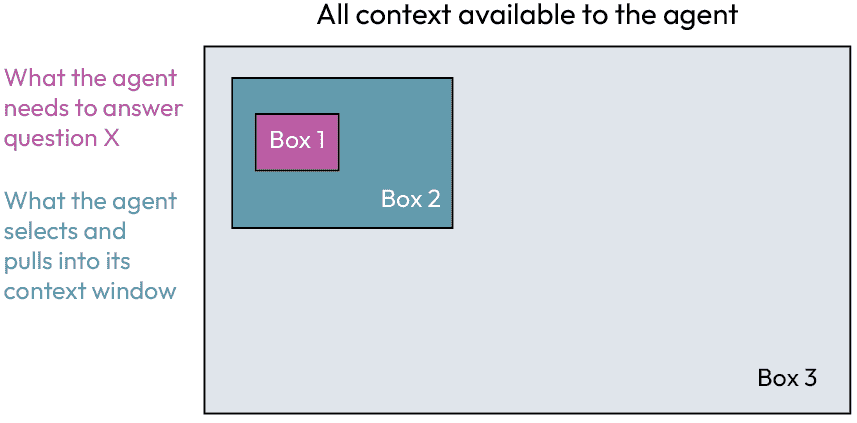 All context available to the agent
What the agent
needs to answer
question X
What the agent
selects and
pulls into its
context window
Box 1
Box 2
Box 3